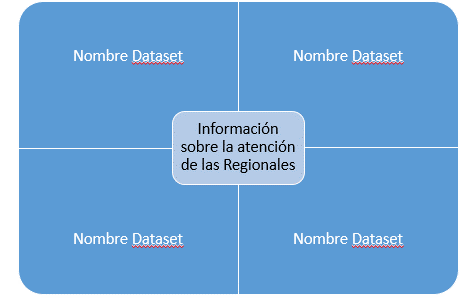 Nombre Dataset
Nombre Dataset
Información
sobre la atención
de las Regionales
Nombre Dataset
Nombre Dataset